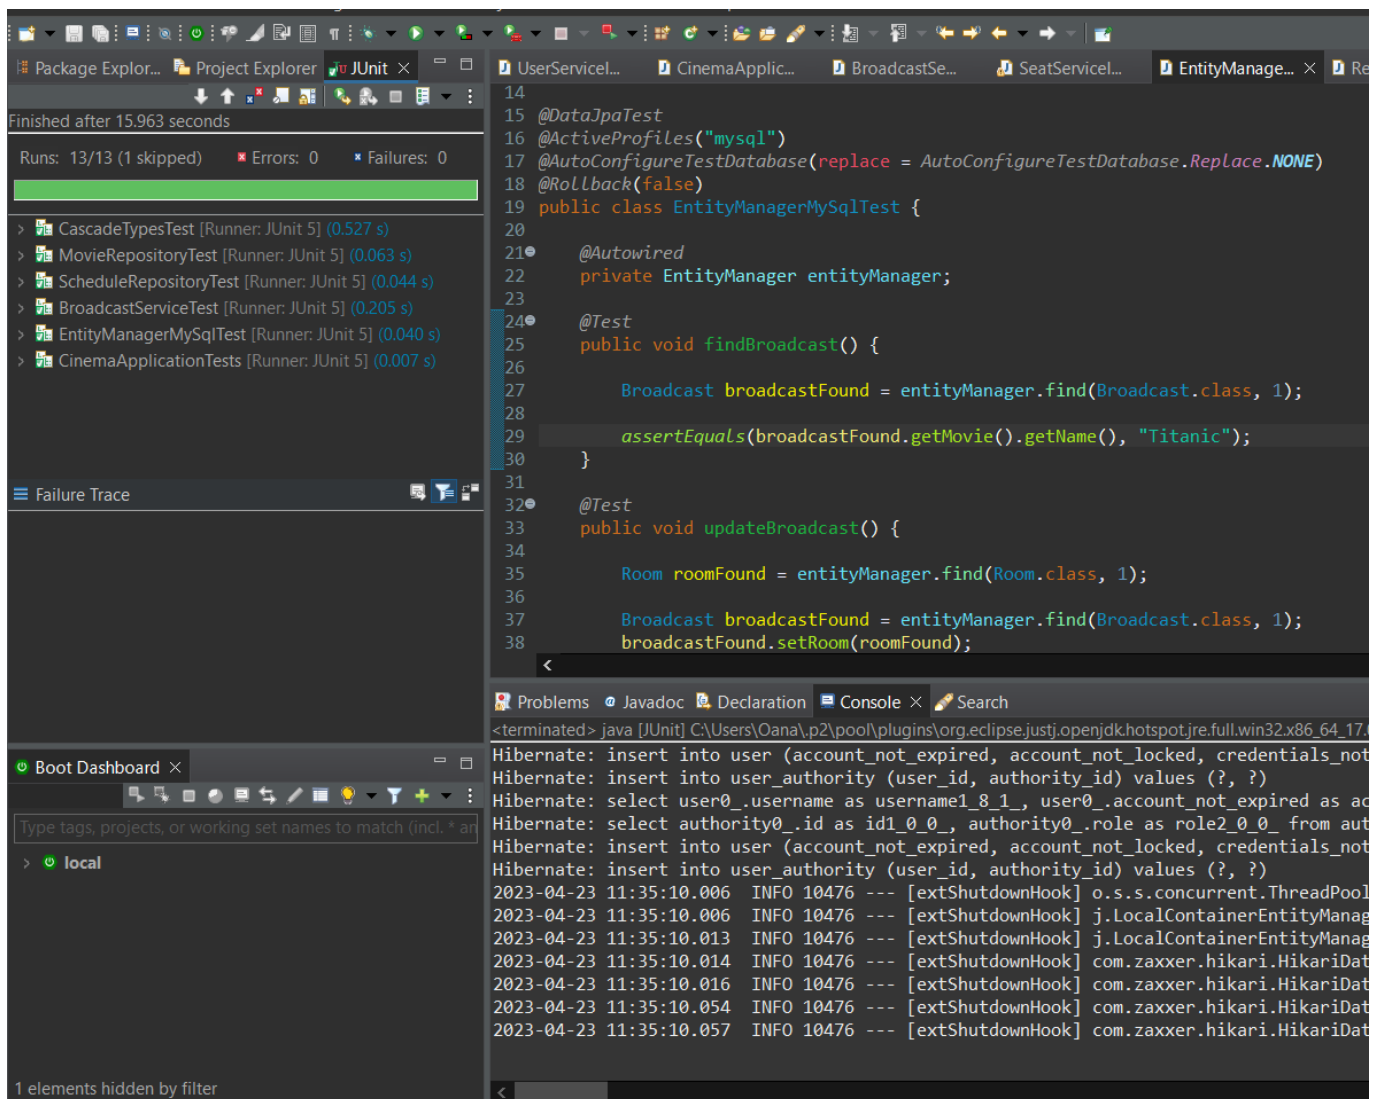 Package Explor...
Project Explorer
JUnit
Finished after 15.963 seconds
Runs: 13/13 (1 skipped)
Errors: 0
Failures: 0
CascadeTypesTest [Runner: JUnit 5] (0.527 s)
MovieRepositoryTest [Runner: JUnit 5] (0.063 s)
ScheduleRepositoryTest [Runner: JUnit 5] (0.044 s)
BroadcastServiceTest [Runner: JUnit 5] (0.205 s)
EntityManagerMySqlTest [Runner: JUnit 5] (0.040 s)
CinemaApplicationTests [Runner: JUnit 5] (0.007 s)
Failure Trace
Boot Dashboard
Type tags, projects, or working set names to match (incl. * an
local
1 elements hidden by filter
UserServiceI...
CinemaApplic...
BroadcastSe...
SeatServiceI...
EntityManage...
Re
14
15 @DataJpaTest
16 @ActiveProfiles("mysql")
17 @AutoConfigureTestDatabase(replace = AutoConfigureTestDatabase.Replace.NONE)
18 @Rollback(false)
19 public class EntityManagerMySqlTest {
20
21 @Autowired
22 private EntityManager entityManager;
23
24 @Test
25 public void findBroadcast() {
26
27 Broadcast broadcastFound = entityManager.find(Broadcast.class, 1);
28
29 assertEquals(broadcastFound.getMovie().getName(), "Titanic");
30 }
31
32 @Test
33 public void updateBroadcast() {
34
35 Room roomFound = entityManager.find(Room.class, 1);
36
37 Broadcast broadcastFound = entityManager.find(Broadcast.class, 1);
38 broadcastFound.setRoom(roomFound);
Problems
Javadoc
Declaration
Console
Search
<terminated> java [JUnit] C:\Users\Oana\.p2\pool\plugins\org.eclipse.justj.openjdk.hotspot.jre.full.win32.x86_64_17.
Hibernate: insert into user (account_not_expired, account_not_locked, credentials_not
Hibernate: insert into user_authority (user_id, authority_id) values (?, ?)
Hibernate: select user0_.username as username1_8_1_, user0_.account_not_expired as ac
Hibernate: select authority0_.id as id1_0_0_, authority0_.role as role2_0_0_ from aut
Hibernate: insert into user (account_not_expired, account_not_locked, credentials_not
Hibernate: insert into user_authority (user_id, authority_id) values (?, ?)
2023-04-23 11:35:10.006 INFO 10476 --- [extShutdownHook] o.s.s.concurrent.ThreadPool
2023-04-23 11:35:10.006 INFO 10476 --- [extShutdownHook] j.LocalContainerEntityManag
2023-04-23 11:35:10.013 INFO 10476 --- [extShutdownHook] j.LocalContainerEntityManag
2023-04-23 11:35:10.014 INFO 10476 --- [extShutdownHook] com.zaxxer.hikari.HikariDat
2023-04-23 11:35:10.016 INFO 10476 --- [extShutdownHook] com.zaxxer.hikari.HikariDat
2023-04-23 11:35:10.054 INFO 10476 --- [extShutdownHook] com.zaxxer.hikari.HikariDat
2023-04-23 11:35:10.057 INFO 10476 --- [extShutdownHook] com.zaxxer.hikari.HikariDat